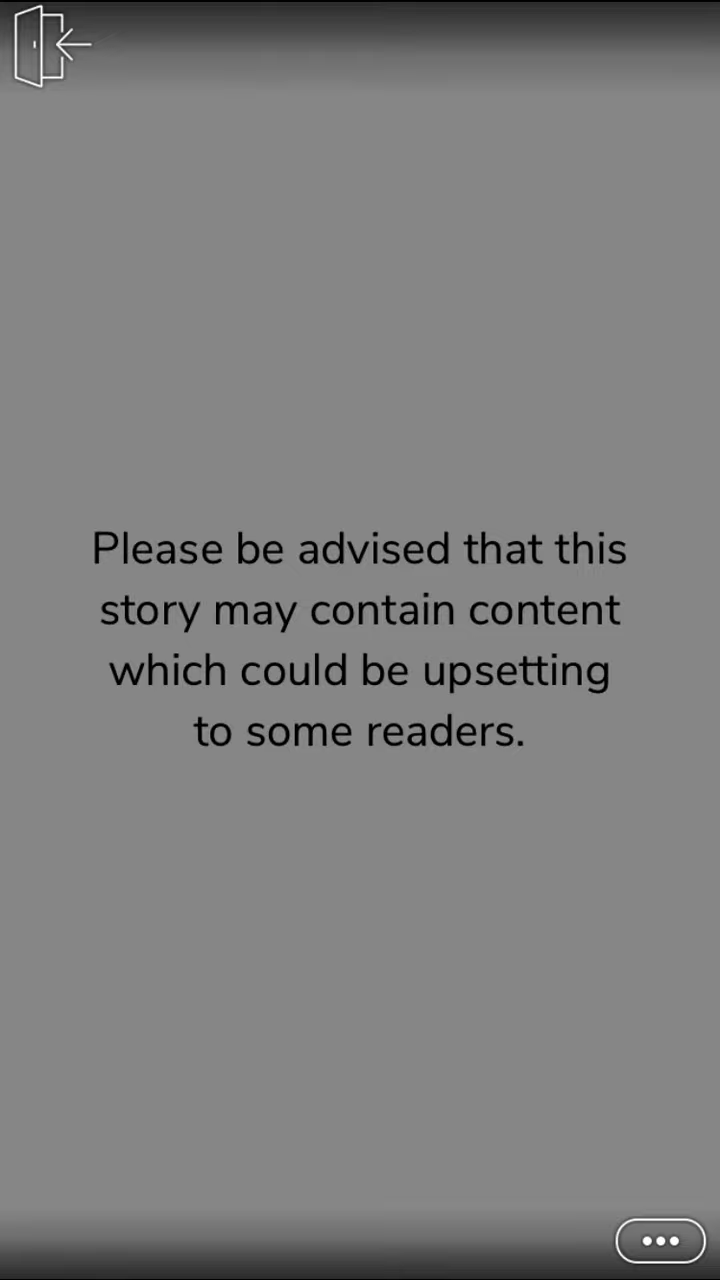 Please be advised that this
story may contain content
which could be upsetting
to some readers.